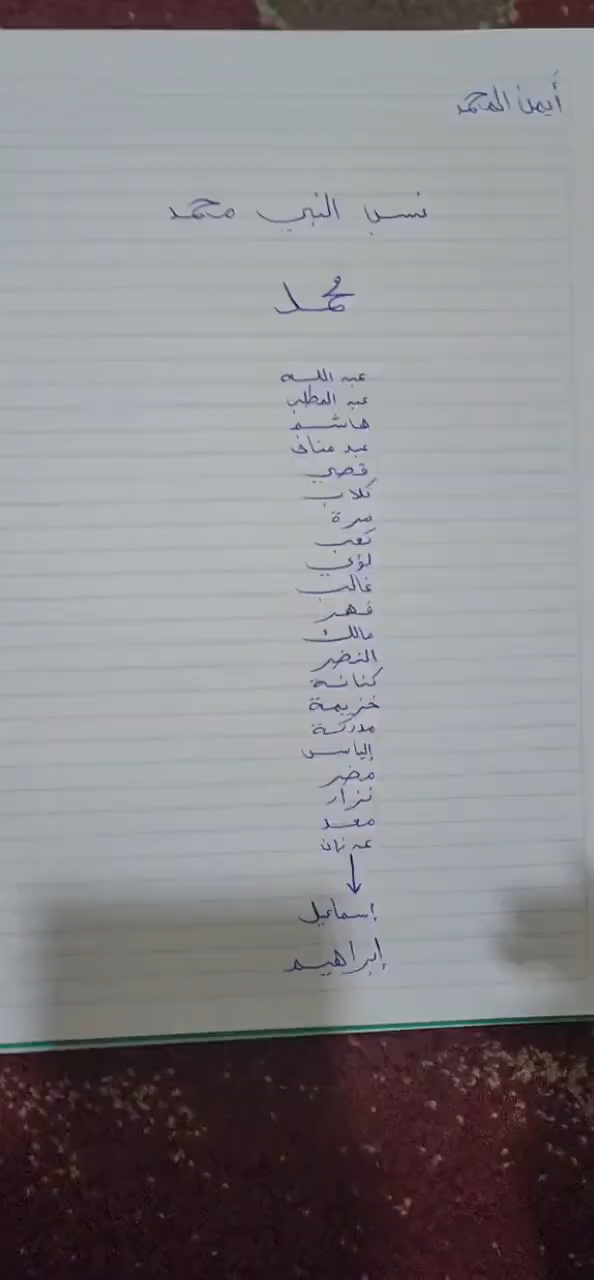 أيمن المحمد
نسب النبي محمد
محمد
عبد الله
عبد المطلب
هاشم
عبد مناف
قصي
كلاب
مرة
كعب
لؤي
غالب
فهر
مالك
النضر
كنانة
خزيمة
مدركة
إلياس
مضر
نزار
معد
عدنان
إسماعيل
إبراهيم